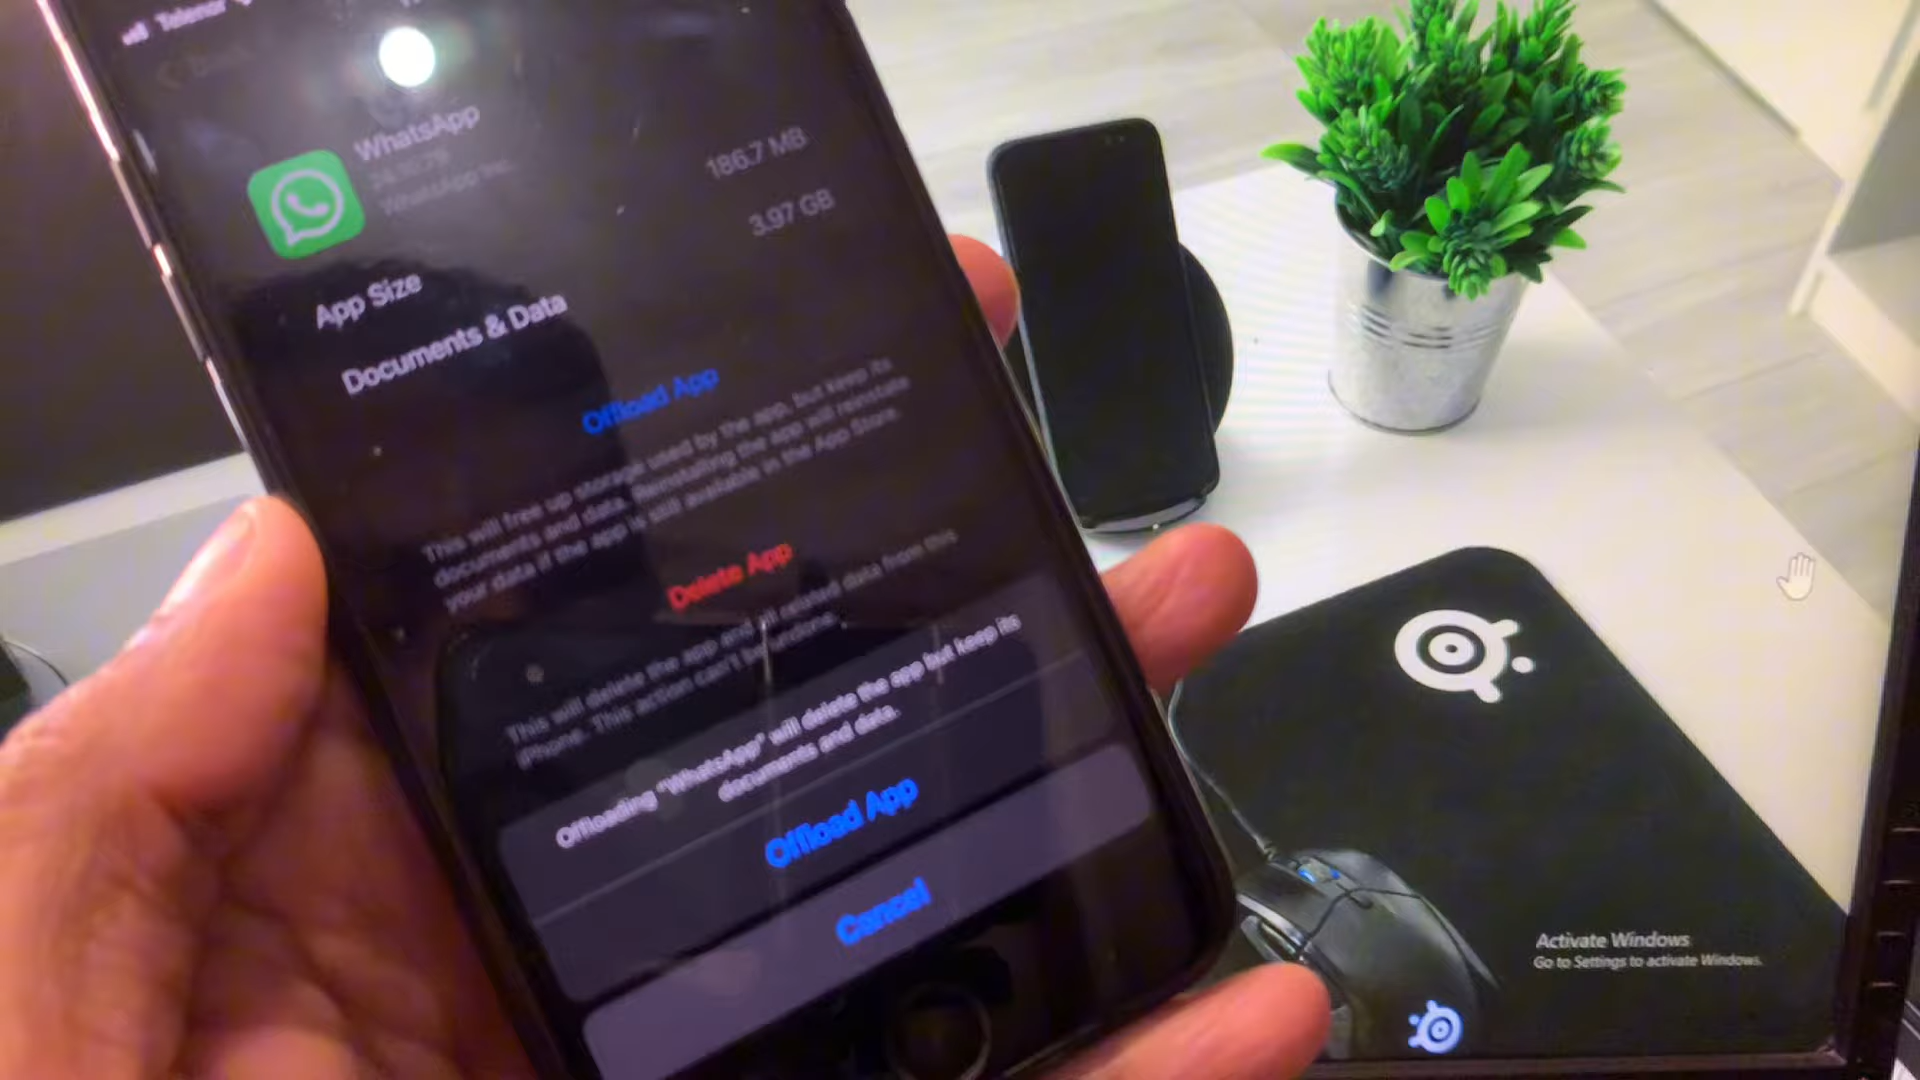 Telenor
Back
WhatsApp
WhatsApp Inc.
App Size
186.7 MB
Documents & Data
3.97 GB
Offload App
This will free up storage used by the app, but keep its
documents and data. Reinstalling the app will reinstate
your data if the app is still available in the App Store.
Delete App
This will delete the app and all related data from this
iPhone. This action can't be undone.
Offloading "WhatsApp" will delete the app but keep its
documents and data.
Offload App
Cancel
Activate Windows
Go to Settings to activate Windows.